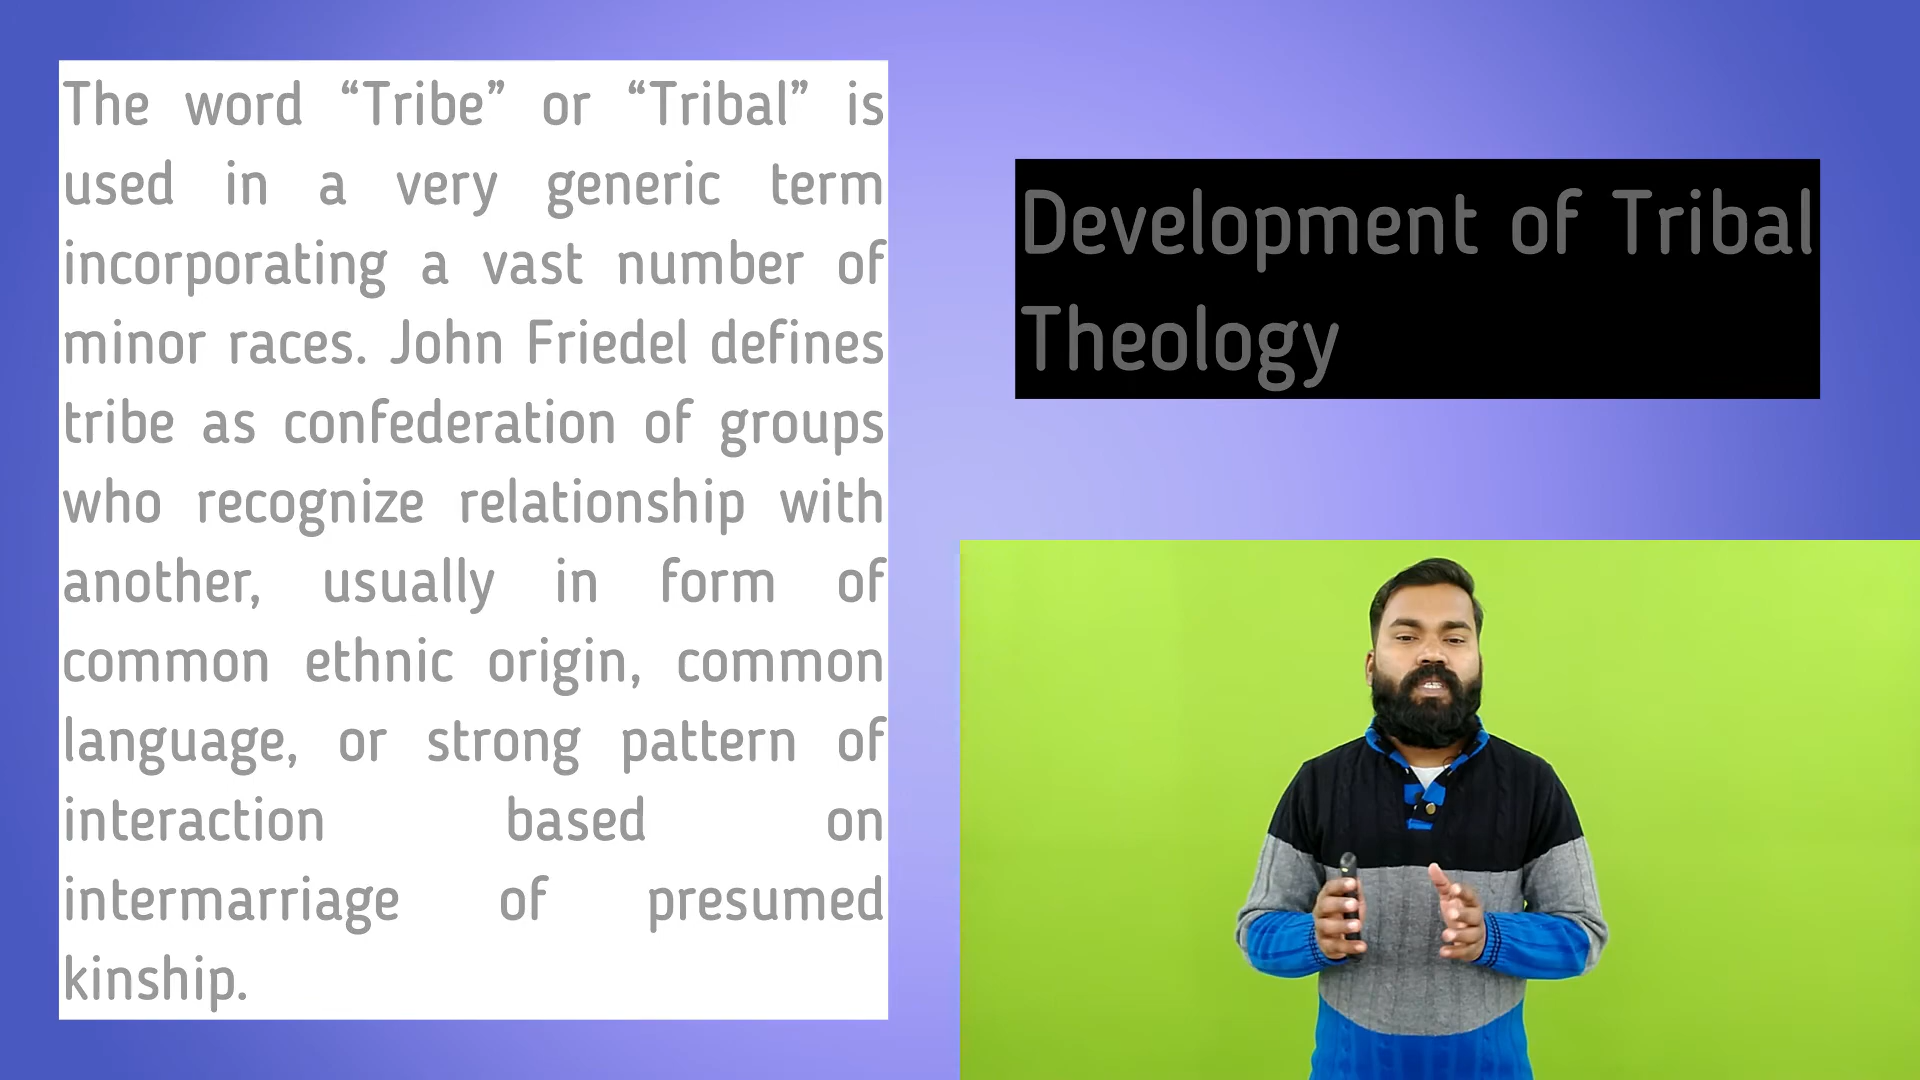 The word “Tribe” or “Tribal” is
used in a very generic term
incorporating a vast number of
minor races. John Friedel defines
tribe as confederation of groups
who recognize relationship with
another, usually in form of
common ethnic origin, common
language, or strong pattern of
interaction based on
intermarriage of presumed
kinship.
Development of Tribal
Theology